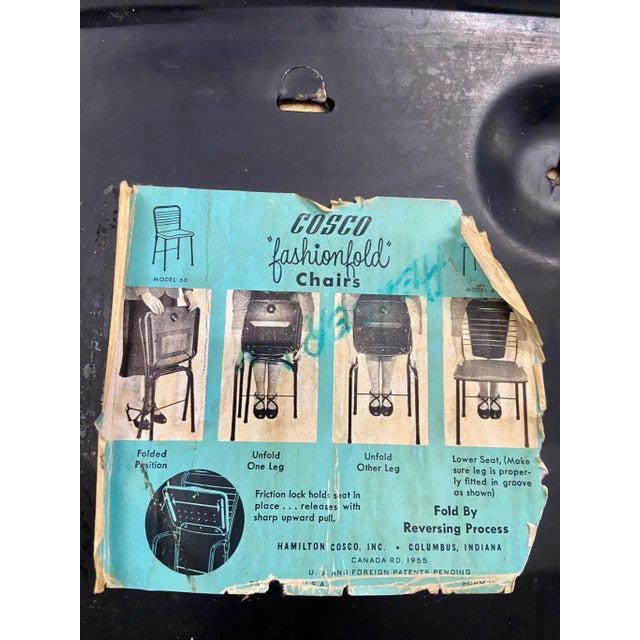 COSCO
"fashionfold"
Chairs
MODEL 60
Folded
Position
Unfold
One Leg
Unfold
Other Leg
Lower Seat, (Make
sure leg is proper-
ly fitted in groove
as shown)
Friction lock holds seat in
place . . . releases with
sharp upward pull.
Fold By
Reversing Process
HAMILTON COSCO, INC. • COLUMBUS, INDIANA
CANADA RD. 1955
U. S. AND FOREIGN PATENTS PENDING